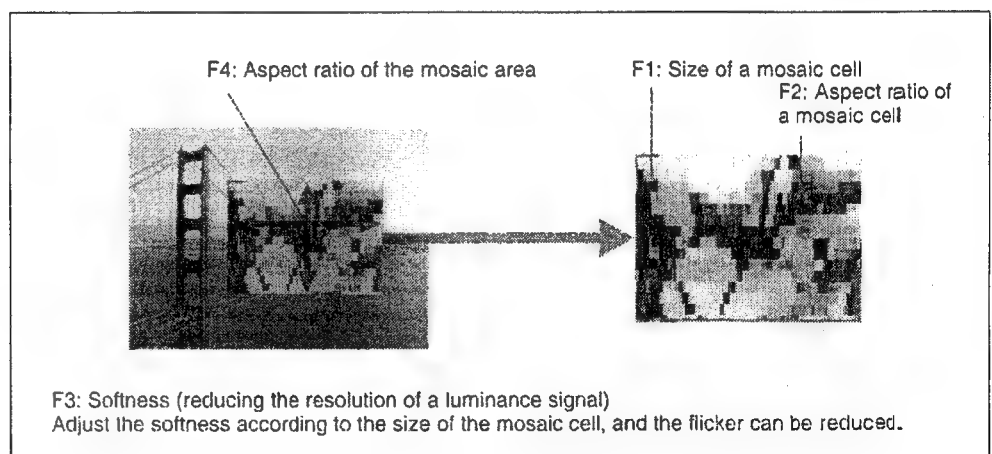 F4: Aspect ratio of the mosaic area
F1: Size of a mosaic cell
F2: Aspect ratio of
a mosaic cell
F3: Softness (reducing the resolution of a luminance signal)
Adjust the softness according to the size of the mosaic cell, and the flicker can be reduced.